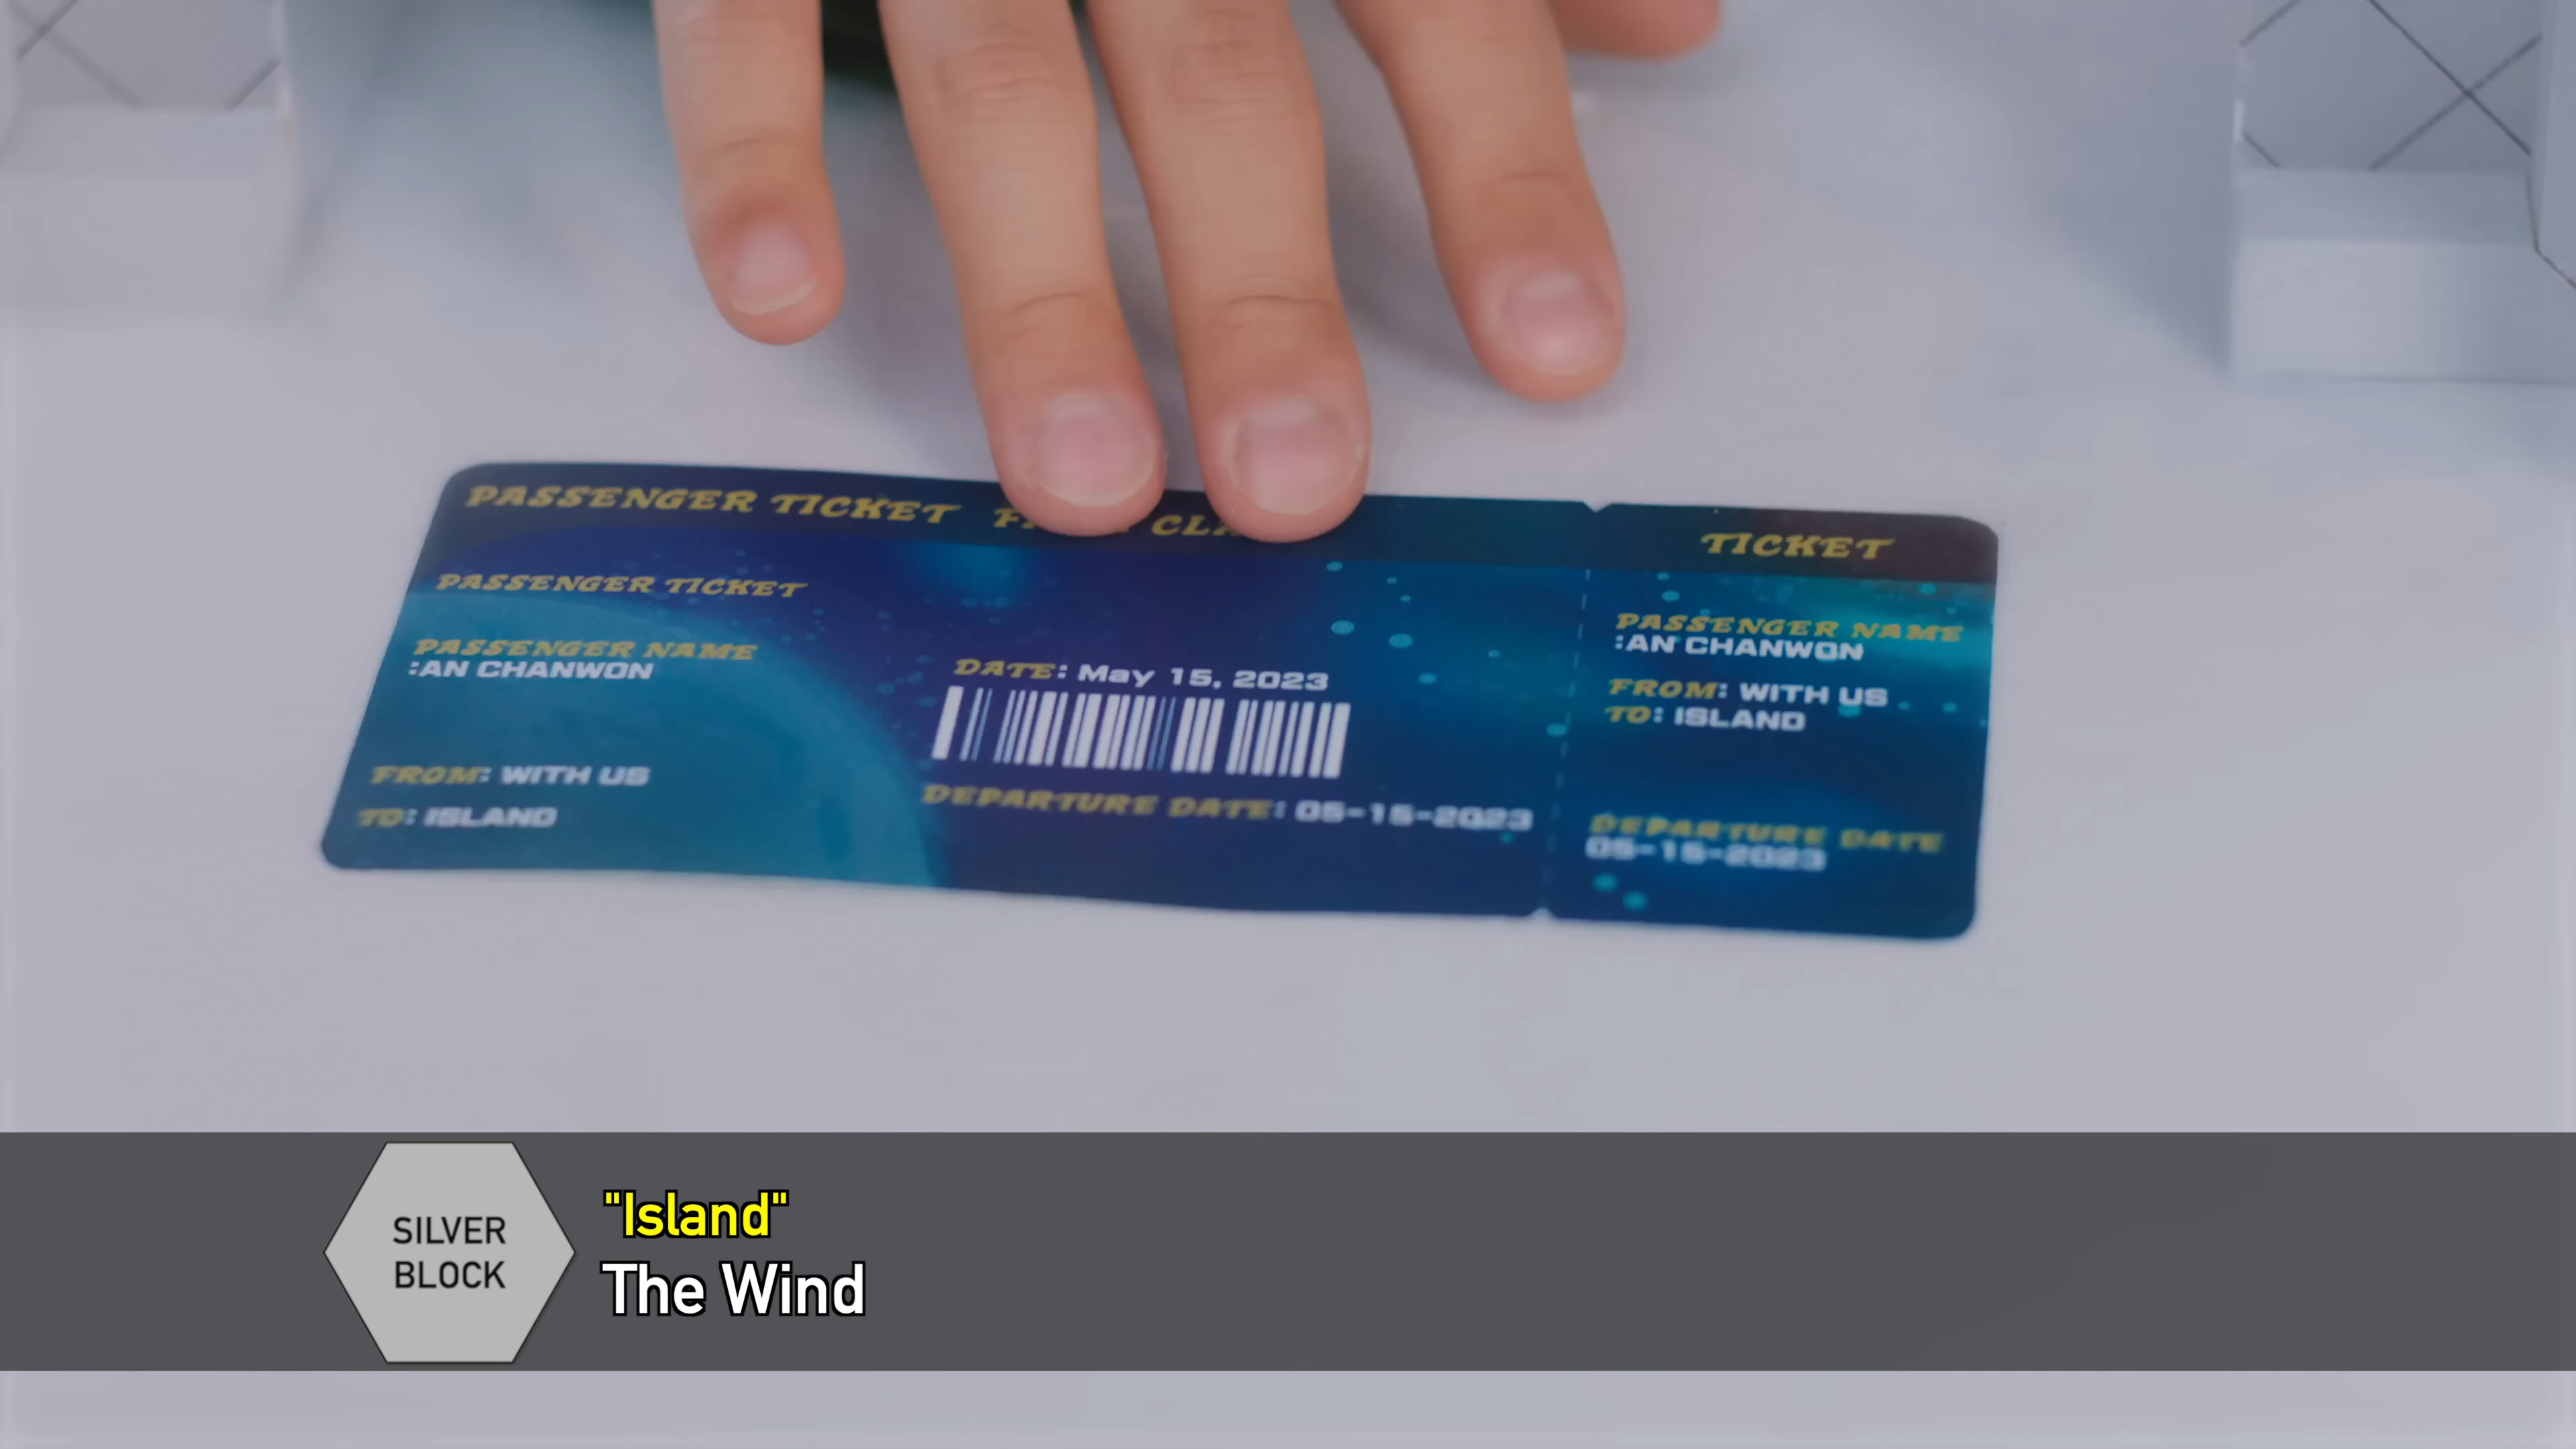 PASSENGER TICKET
TICKET
PASSENGER TICKET
PASSENGER NAME
:AN CHANWON
DATE: May 15, 2023
FROM: WITH US
TO: ISLAND
DEPARTURE DATE: 05-15-2023
PASSENGER NAME
:AN CHANWON
FROM: WITH US
TO: ISLAND
DEPARTURE DATE
05-15-2023
SILVER
BLOCK
"Island"
The Wind